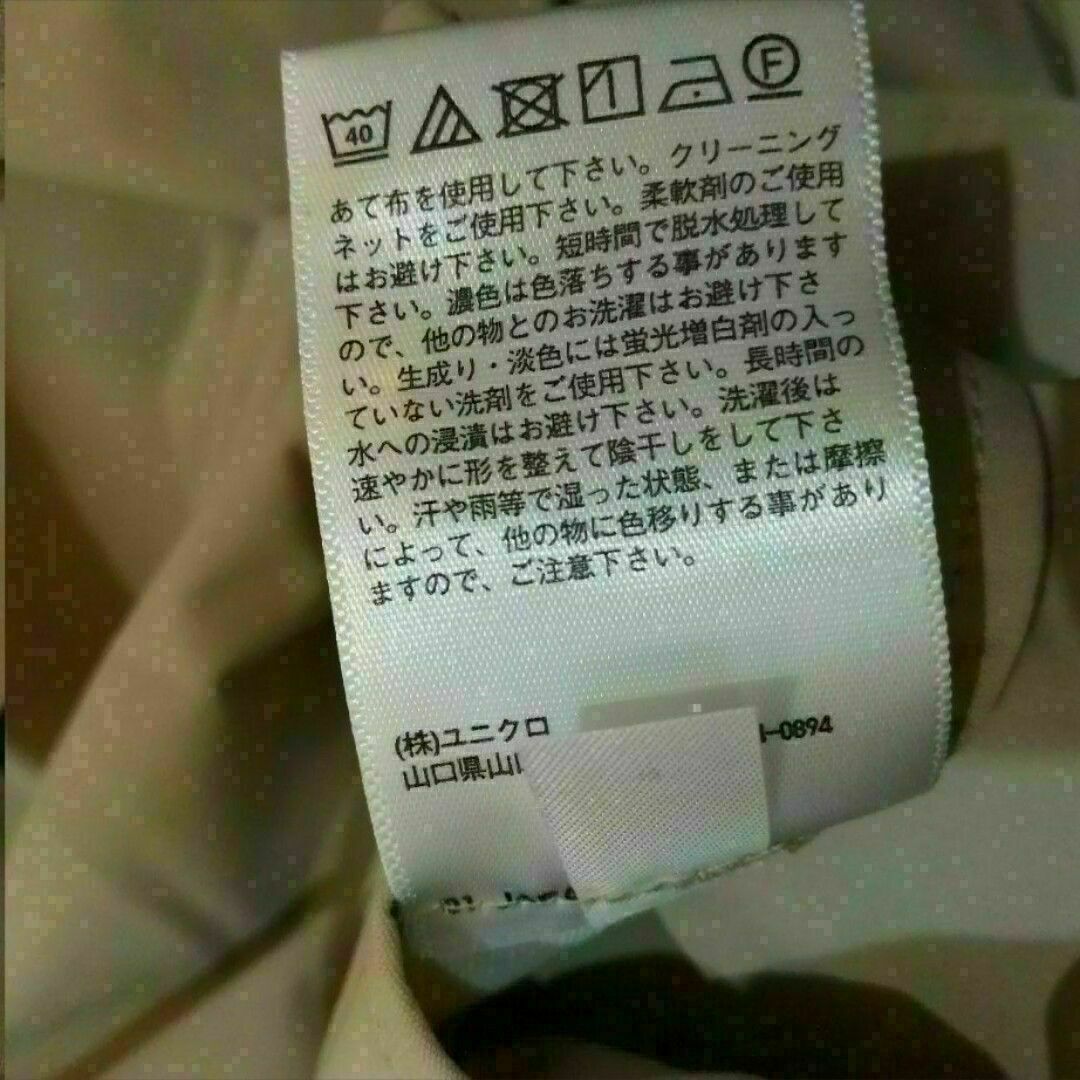 40 F
あて布を使用して下さい。クリーニング
ネットをご使用下さい。柔軟剤のご使用
はお避け下さい。短時間で脱水処理して
下さい。濃色は色落ちする事があります
ので、他の物とのお洗濯はお避け下さ
い。生成り・淡色には蛍光増白剤の入っ
ていない洗剤をご使用下さい。長時間の
水への浸漬はお避け下さい。洗濯後は
速やかに形を整えて陰干しをして下さ
い。汗や雨等で湿った状態、または摩擦
によって、他の物に色移りする事があり
ますので、ご注意下さい。
(株)ユニクロ
山口県山 -0894